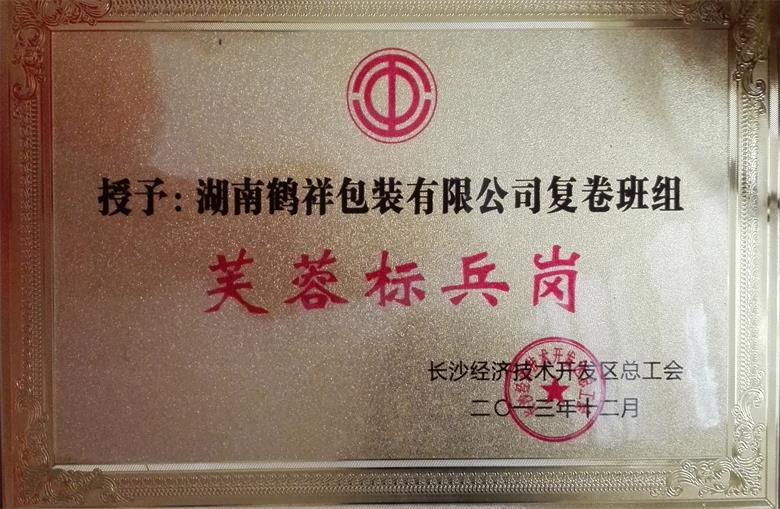 授予：湖南鹤祥包装有限公司复卷班组
芙蓉标兵岗
长沙经济技术开发区总工会
二〇一三年十二月